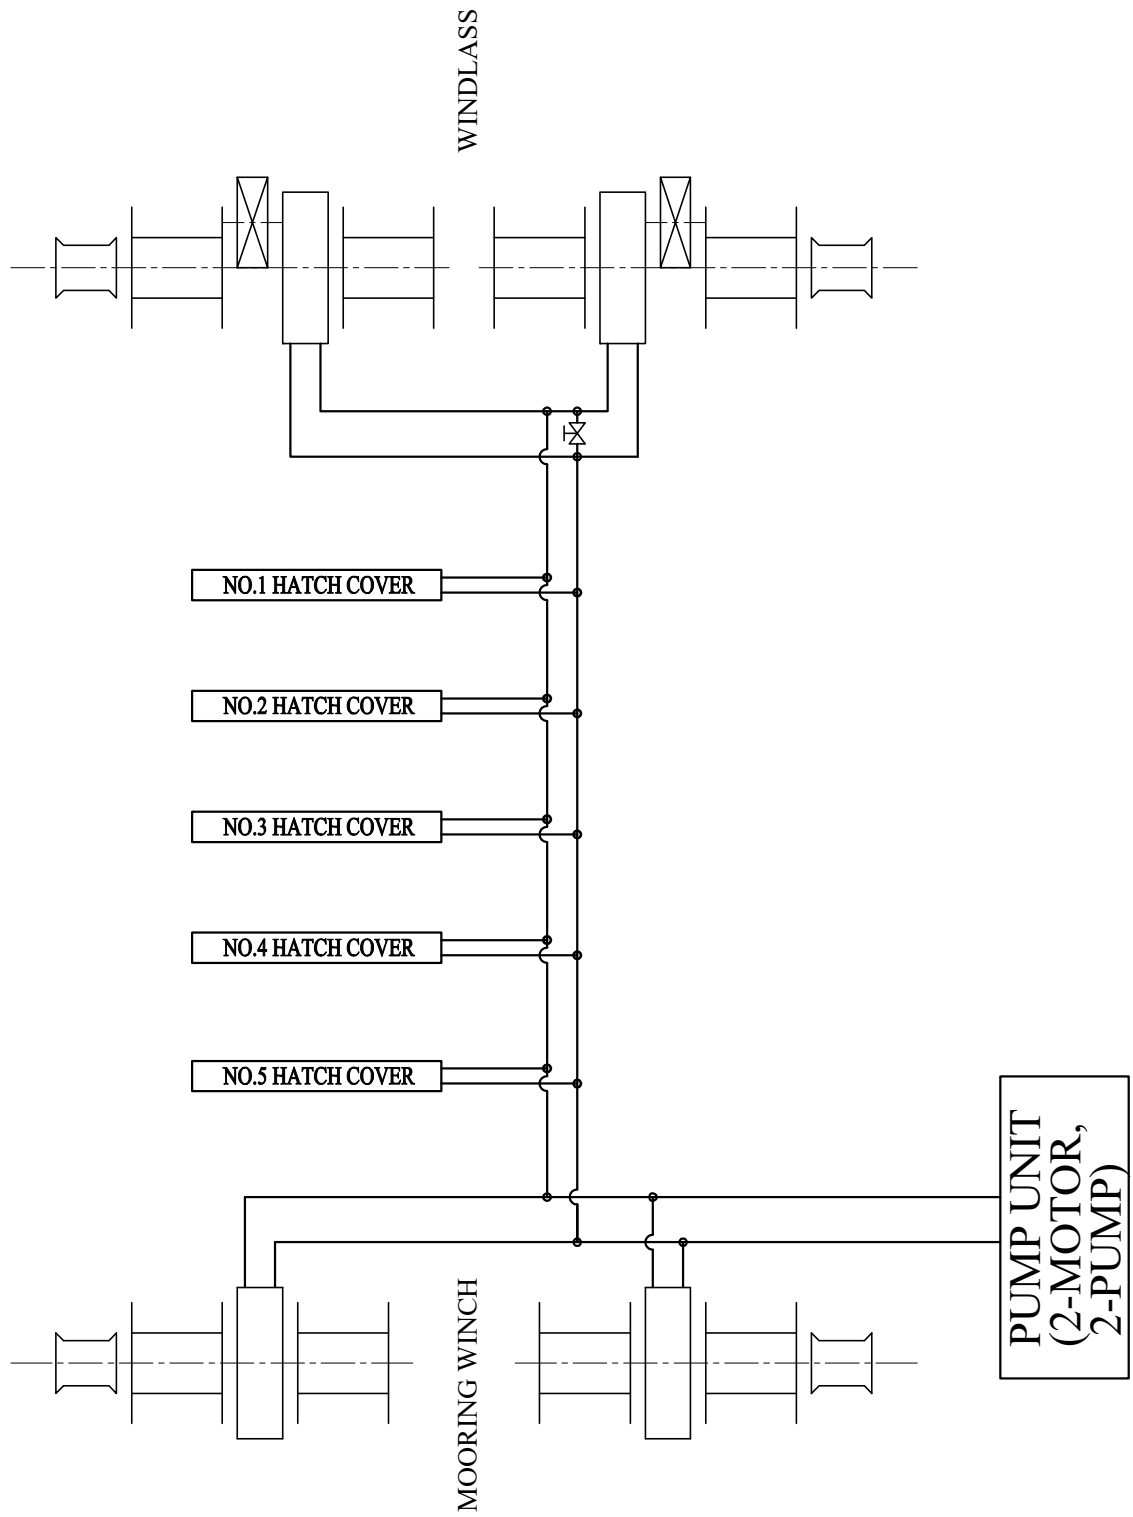 WINDLASS
NO.1 HATCH COVER
NO.2 HATCH COVER
NO.3 HATCH COVER
NO.4 HATCH COVER
NO.5 HATCH COVER
MOORING WINCH
PUMP UNIT
(2-MOTOR,
2-PUMP)